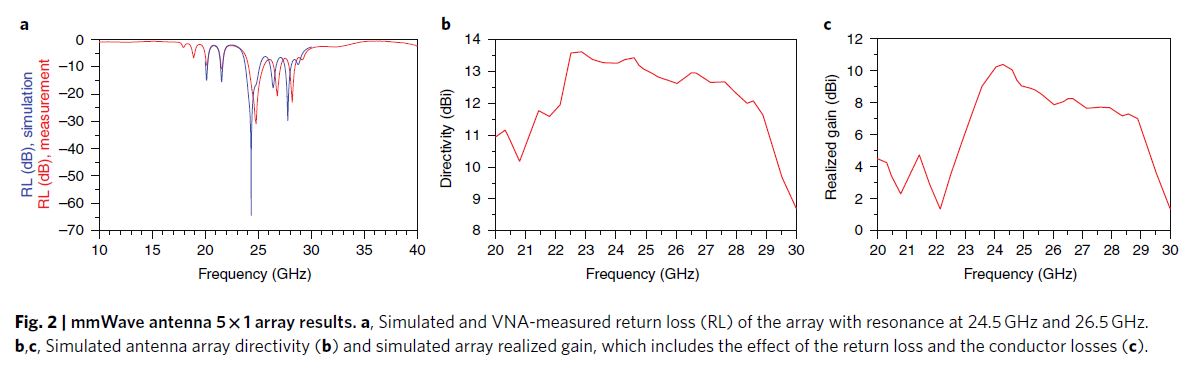 a
0
–10
–20
–30
–40
–50
–60
–70
RL (dB), simulation
RL (dB), measurement
10 15 20 25 30 35 40
Frequency (GHz)
b
14
13
12
11
10
9
8
Directivity (dBi)
20 21 22 23 24 25 26 27 28 29 30
Frequency (GHz)
c
12
10
8
6
4
2
0
Realized gain (dBi)
20 21 22 23 24 25 26 27 28 29 30
Frequency (GHz)
Fig. 2 | mmWave antenna 5 × 1 array results. a, Simulated and VNA-measured return loss (RL) of the array with resonance at 24.5 GHz and 26.5 GHz.
b,c, Simulated antenna array directivity (b) and simulated array realized gain, which includes the effect of the return loss and the conductor losses (c).